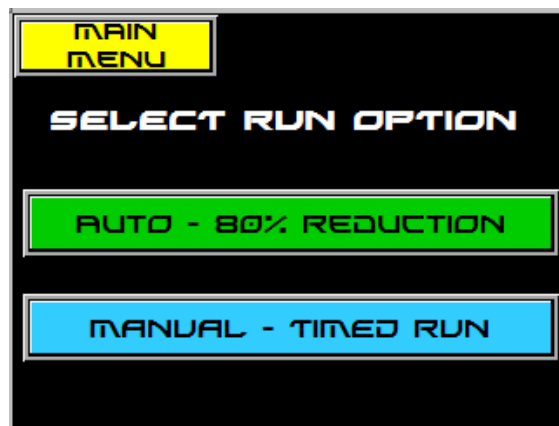 MAIN
MENU
SELECT RUN OPTION
AUTO - 80% REDUCTION
MANUAL - TIMED RUN